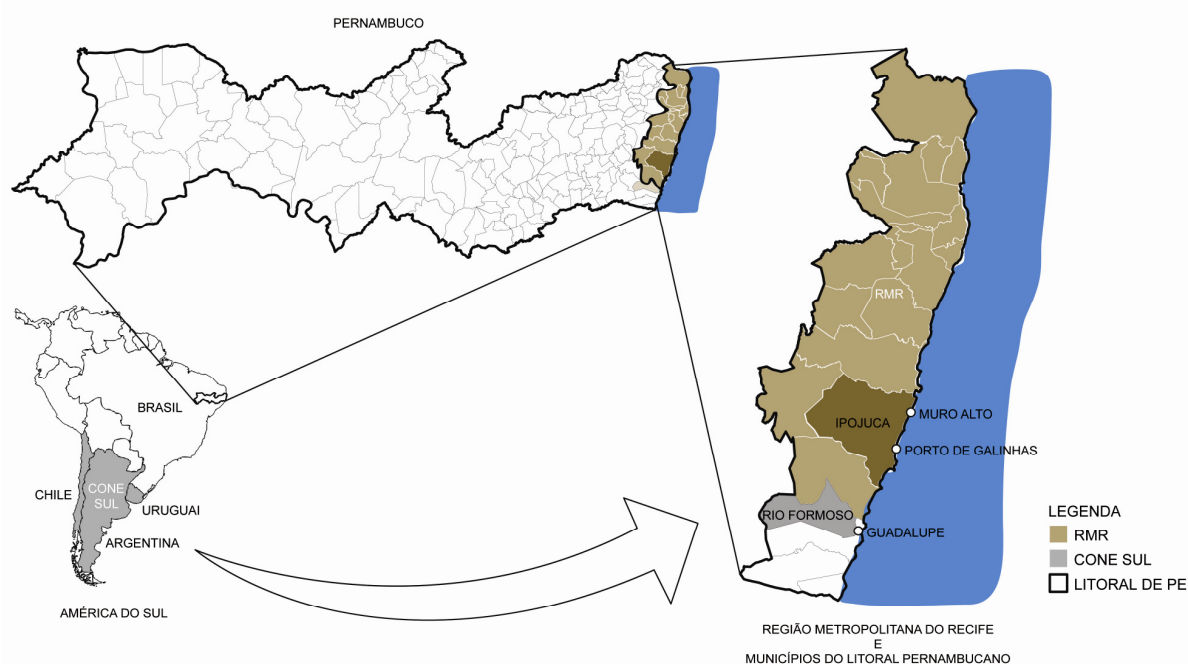 PERNAMBUCO
RMR
BRASIL
IPOJUCA
MURO ALTO
PORTO DE GALINHAS
CHILE
CONE
SUL
URUGUAI
ARGENTINA
RIO FORMOSO
GUADALUPE
LEGENDA
RMR
CONE SUL
LITORAL DE PE
AMÉRICA DO SUL
REGIÃO METROPOLITANA DO RECIFE
E
MUNICÍPIOS DO LITORAL PERNAMBUCANO